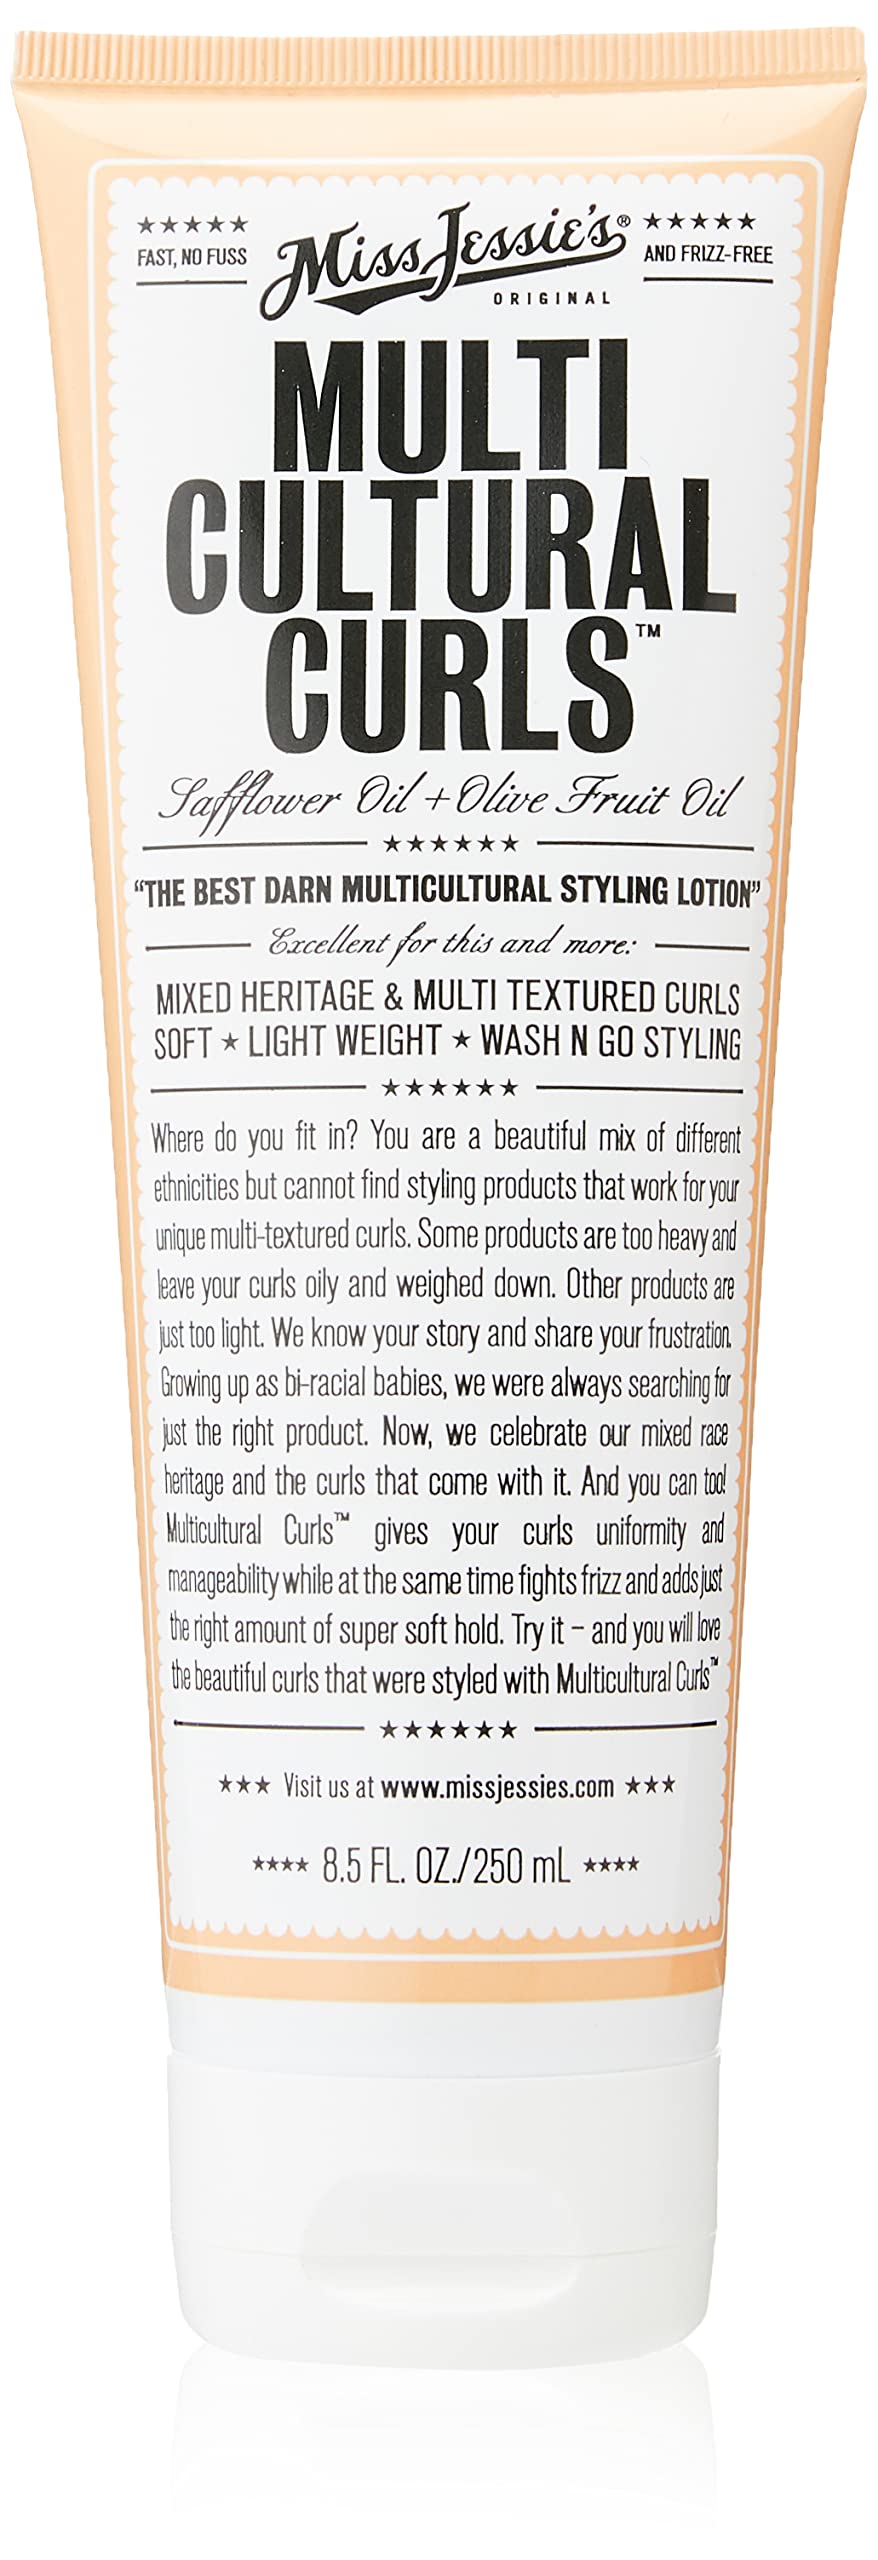 ★★★★★ Miss Jessie's® ★★★★★
FAST, NO FUSS AND FRIZZ-FREE
ORIGINAL
MULTI
CULTURAL
CURLS™
Safflower Oil + Olive Fruit Oil
★★★★★★
“THE BEST DARN MULTICULTURAL STYLING LOTION”
Excellent for this and more:
MIXED HERITAGE & MULTI TEXTURED CURLS
SOFT ★ LIGHT WEIGHT ★ WASH N GO STYLING
★★★★★★
Where do you fit in? You are a beautiful mix of different
ethnicities but cannot find styling products that work for your
unique multi-textured curls. Some products are too heavy and
leave your curls oily and weighed down. Other products are
just too light. We know your story and share your frustration.
Growing up as bi-racial babies, we were always searching for
just the right product. Now, we celebrate our mixed race
heritage and the curls that come with it. And you can too!
Multicultural Curls™ gives your curls uniformity and
manageability while at the same time fights frizz and adds just
the right amount of super soft hold. Try it – and you will love
the beautiful curls that were styled with Multicultural Curls™
★★★★★★
★★★ Visit us at www.missjessies.com ★★★
★★★★ 8.5 FL. OZ./250 mL ★★★★